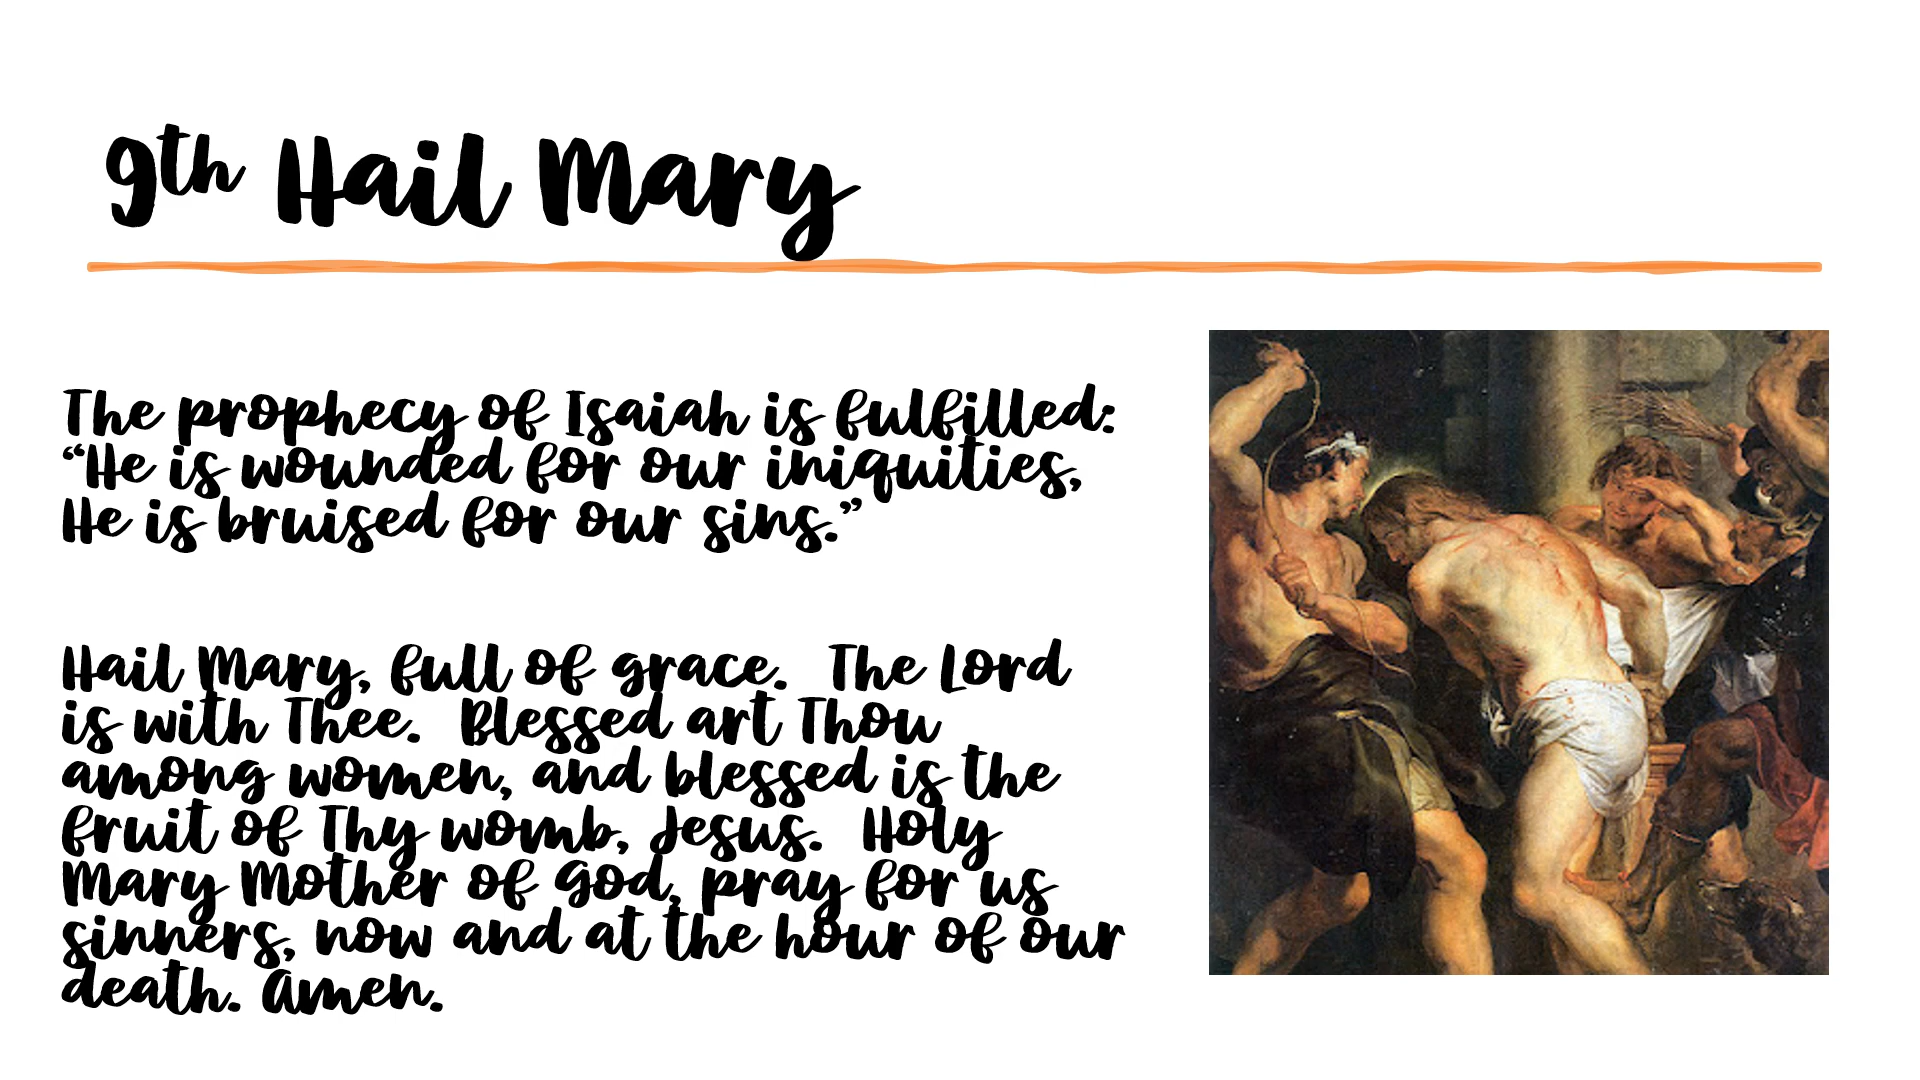 9th Hail Mary
The prophecy of Isaiah is fulfilled:
“He is wounded for our iniquities,
He is bruised for our sins.”
Hail Mary, full of grace.  The Lord
is with Thee.  Blessed art Thou
among women, and blessed is the
fruit of Thy womb, Jesus.  Holy
Mary Mother of God, pray for us
sinners, now and at the hour of our
death. Amen.